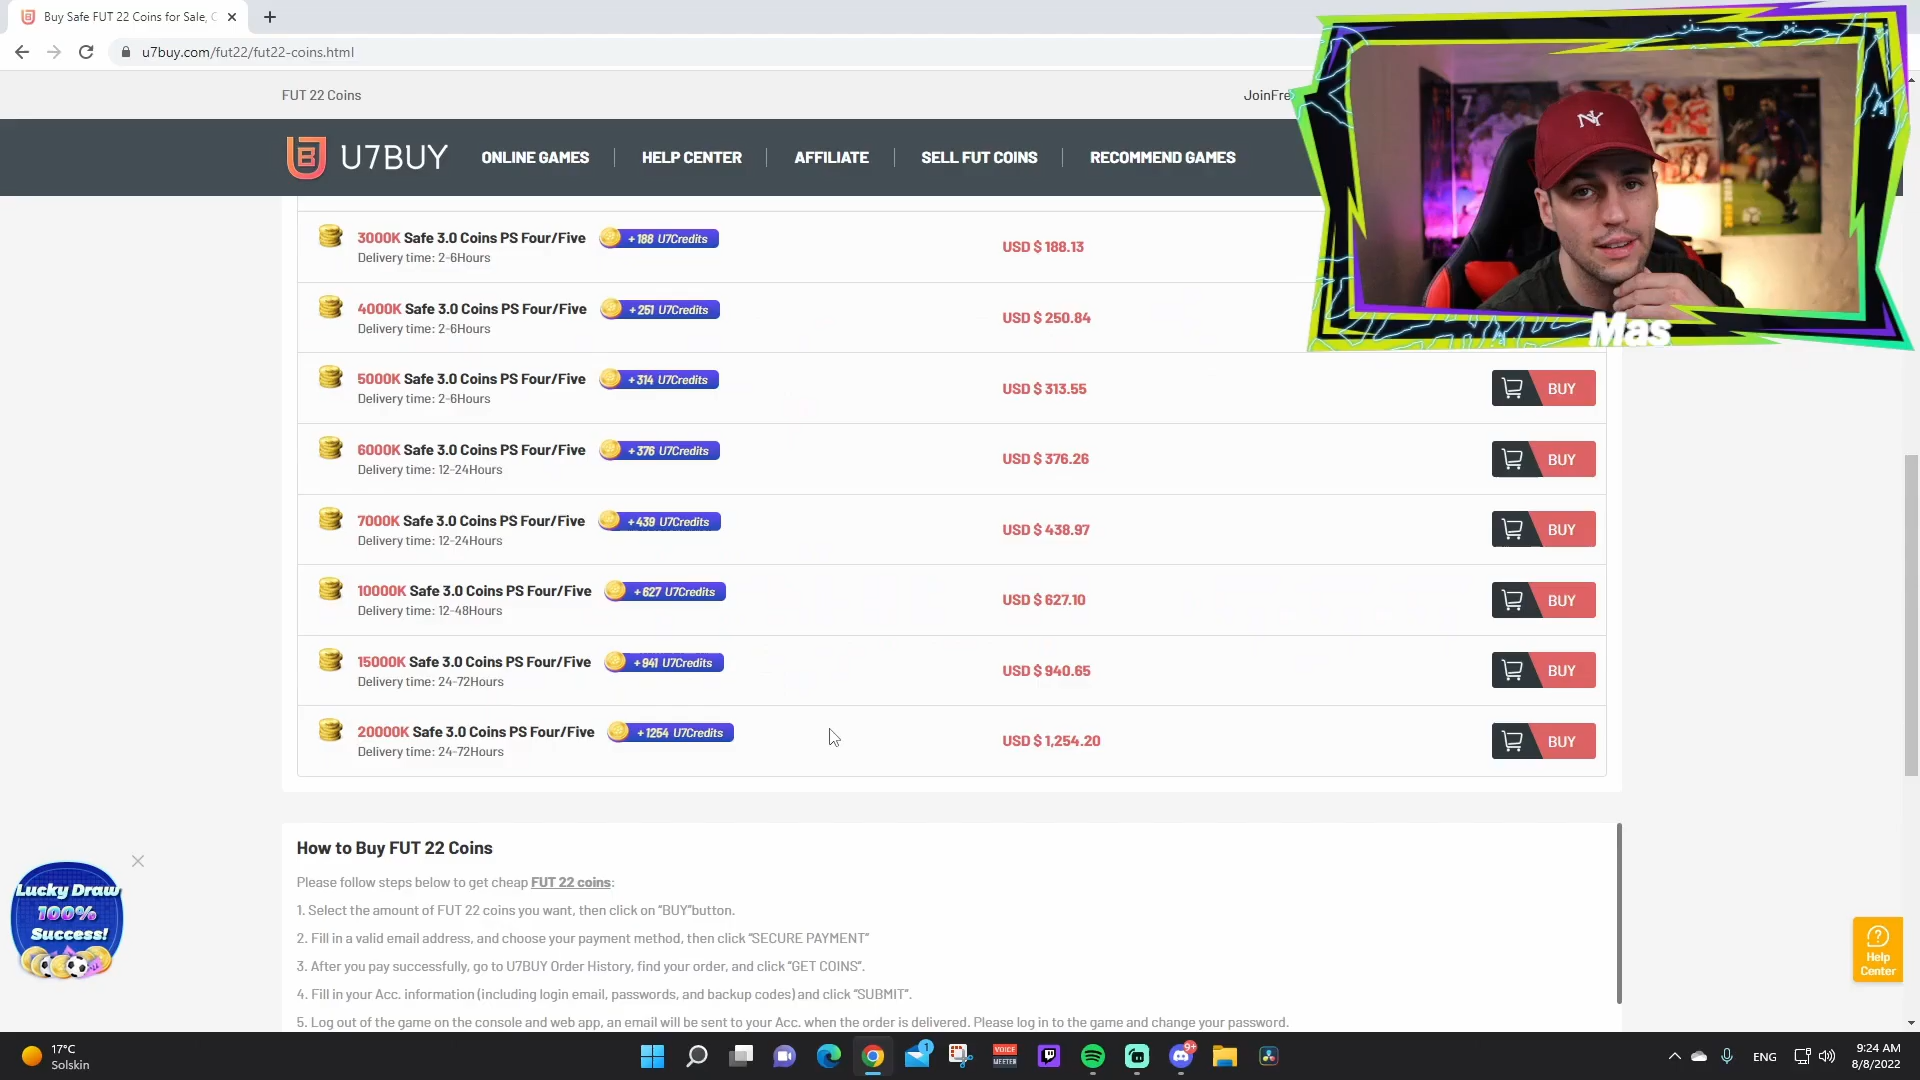 Buy Safe FUT 22 Coins for Sale, C
u7buy.com/fut22/fut22-coins.html
FUT 22 Coins
JoinFre
U7BUY
ONLINE GAMES
HELP CENTER
AFFILIATE
SELL FUT COINS
RECOMMEND GAMES
NY
7
Mas
3000K Safe 3.0 Coins PS Four/Five +188 U7Credits
USD $ 188.13
Delivery time: 2-6Hours
4000K Safe 3.0 Coins PS Four/Five +251 U7Credits
USD $ 250.84
Delivery time: 2-6Hours
5000K Safe 3.0 Coins PS Four/Five +314 U7Credits
USD $ 313.55
BUY
Delivery time: 2-6Hours
6000K Safe 3.0 Coins PS Four/Five +376 U7Credits
USD $ 376.26
BUY
Delivery time: 12-24Hours
7000K Safe 3.0 Coins PS Four/Five +439 U7Credits
USD $ 438.97
BUY
Delivery time: 12-24Hours
10000K Safe 3.0 Coins PS Four/Five +627 U7Credits
USD $ 627.10
BUY
Delivery time: 12-48Hours
15000K Safe 3.0 Coins PS Four/Five +941 U7Credits
USD $ 940.65
BUY
Delivery time: 24-72Hours
20000K Safe 3.0 Coins PS Four/Five +1254 U7Credits
USD $ 1,254.20
BUY
Delivery time: 24-72Hours
How to Buy FUT 22 Coins
Please follow steps below to get cheap FUT 22 coins:
1. Select the amount of FUT 22 coins you want, then click on “BUY”button.
2. Fill in a valid email address, and choose your payment method, then click “SECURE PAYMENT”
3. After you pay successfully, go to U7BUY Order History, find your order, and click “GET COINS”.
4. Fill in your Acc. information (including login email, passwords, and backup codes) and click “SUBMIT”.
5. Log out of the game on the console and web app, an email will be sent to your Acc. when the order is delivered. Please log in to the game and change your password.
Lucky Draw
100%
Success!
Help
Center
17°C
Solskin
1
VOICE
MEETER
9+
ENG
9:24 AM
8/8/2022